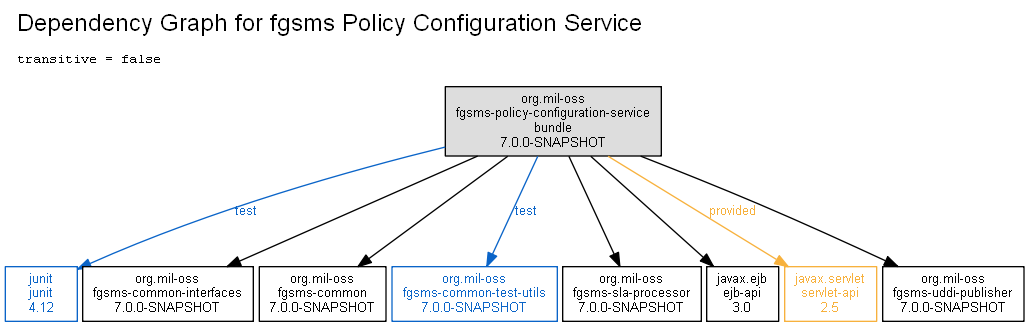 Dependency Graph for fgsms Policy Configuration Service
transitive = false
org.mil-oss
fgsms-policy-configuration-service
bundle
7.0.0-SNAPSHOT
test
test
provided
junit
junit
4.12
org.mil-oss
fgsms-common-interfaces
7.0.0-SNAPSHOT
org.mil-oss
fgsms-common
7.0.0-SNAPSHOT
org.mil-oss
fgsms-common-test-utils
7.0.0-SNAPSHOT
org.mil-oss
fgsms-sla-processor
7.0.0-SNAPSHOT
javax.ejb
ejb-api
3.0
javax.servlet
servlet-api
2.5
org.mil-oss
fgsms-uddi-publisher
7.0.0-SNAPSHOT